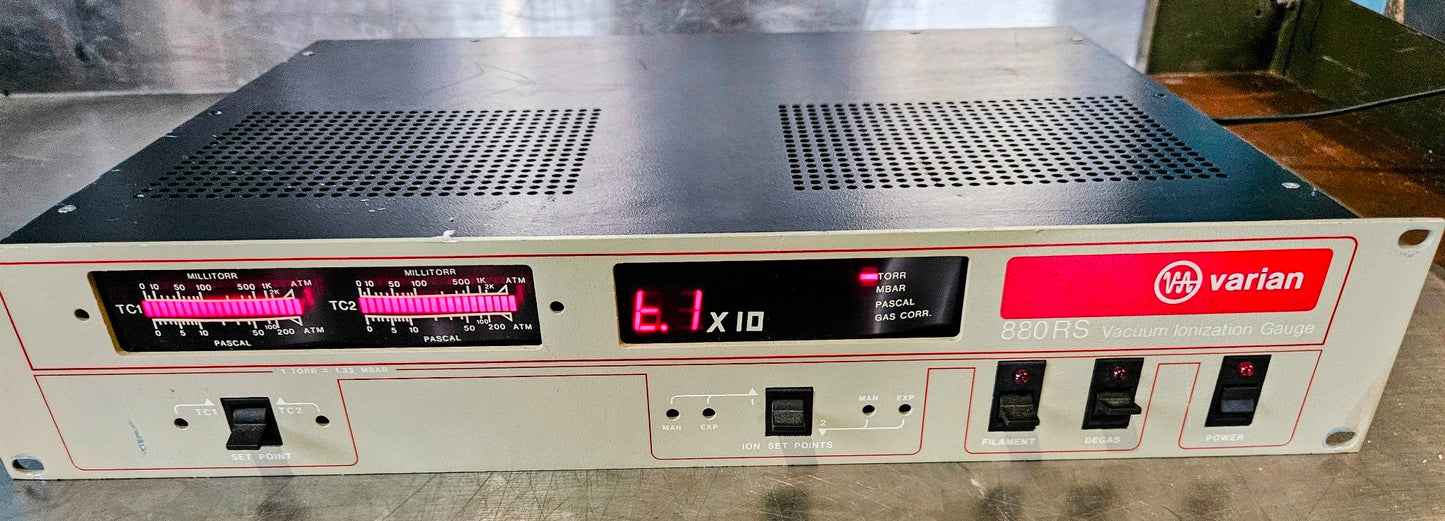 MILLITORR
0 10 50 100 500 1K 2K ATM
TC1
0 5 10 50 100 200 ATM
PASCAL
MILLITORR
0 10 50 100 500 1K 2K ATM
TC2
0 5 10 50 100 200 ATM
PASCAL
t.1 X 10
TORR
MBAR
PASCAL
GAS CORR.
varian
880RS Vacuum Ionization Gauge
1 TORR = 1.33 MBAR
TC1
TC2
SET POINT
MAN EXP
1
2
MAN EXP
ION SET POINTS
FILAMENT
DEGAS
POWER